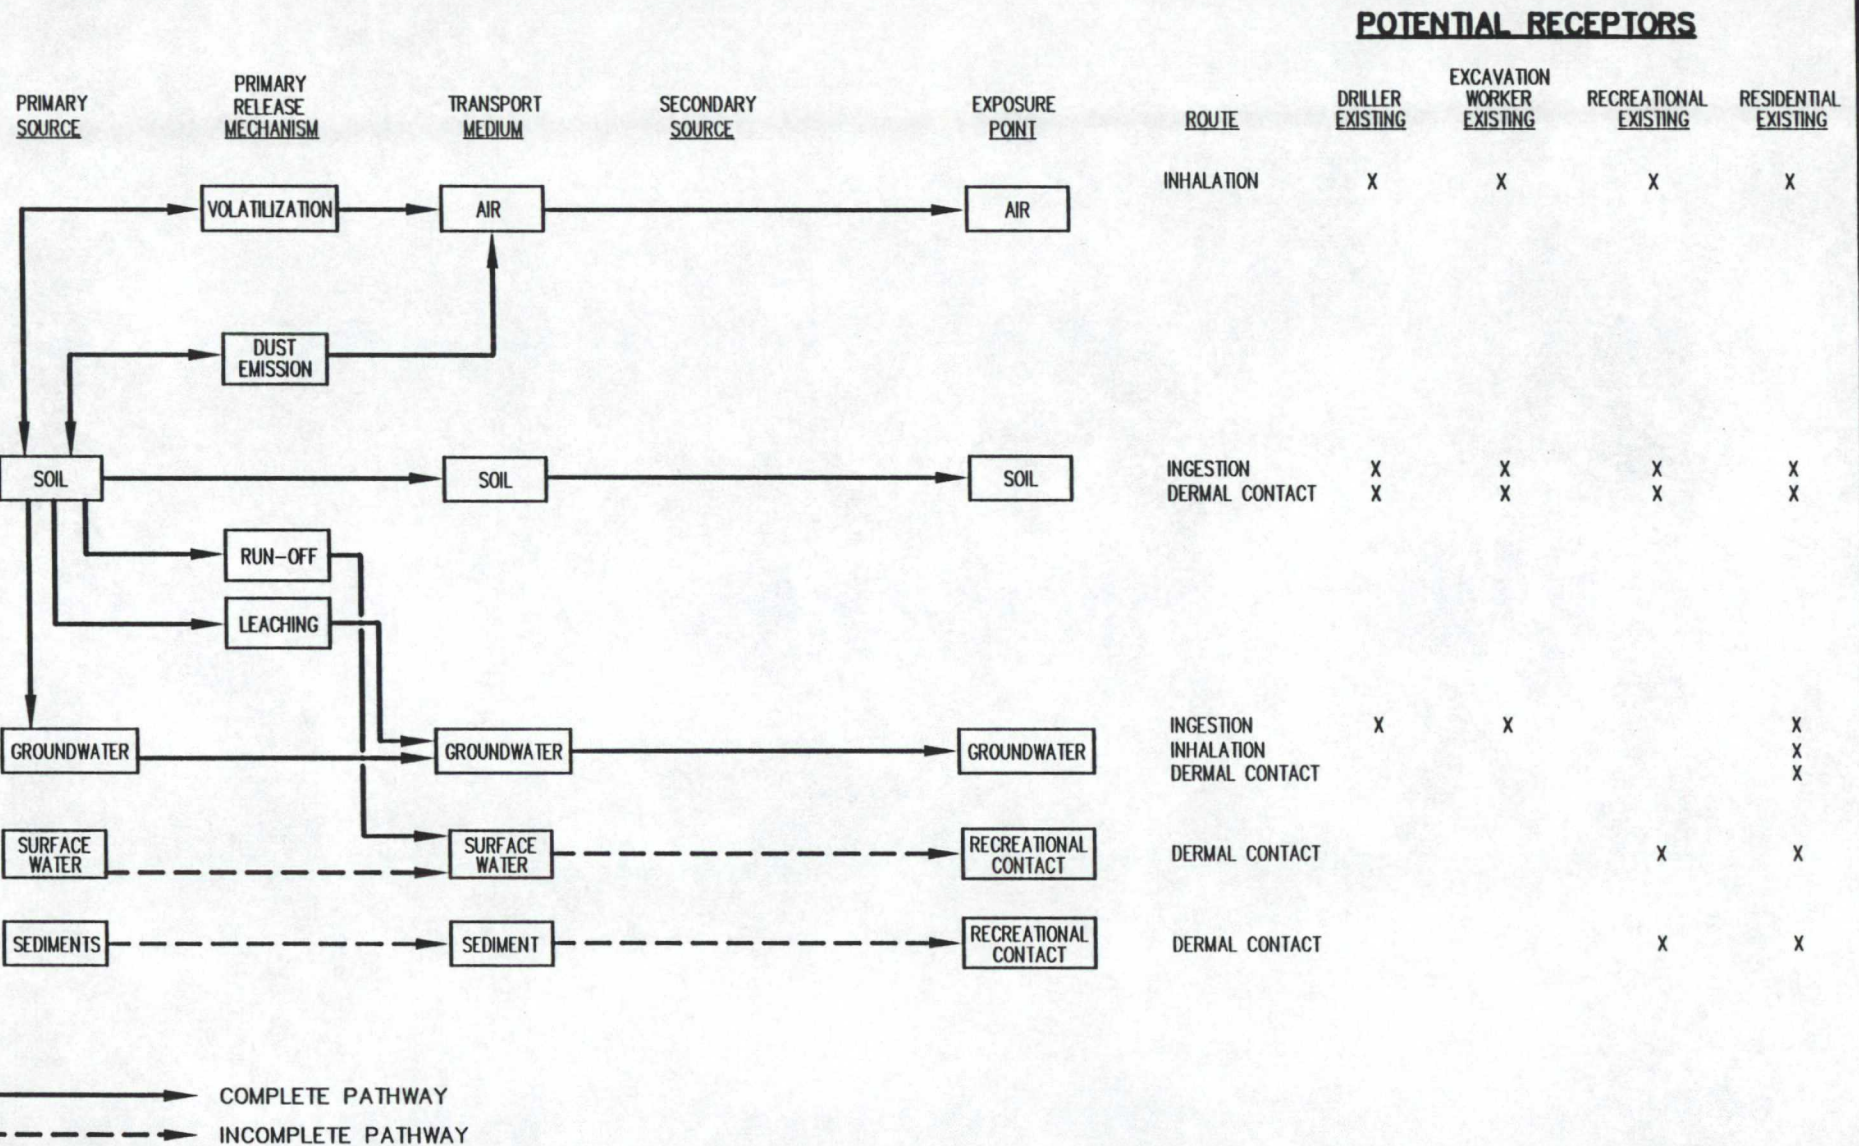 POTENTIAL RECEPTORS
PRIMARY
SOURCE
PRIMARY
RELEASE
MECHANISM
TRANSPORT
MEDIUM
SECONDARY
SOURCE
EXPOSURE
POINT
ROUTE
DRILLER
EXISTING
EXCAVATION
WORKER
EXISTING
RECREATIONAL
EXISTING
RESIDENTIAL
EXISTING
VOLATILIZATION
AIR
AIR
INHALATION X X X X
DUST
EMISSION
SOIL
SOIL
SOIL
INGESTION X X X X
DERMAL CONTACT X X X X
RUN-OFF
LEACHING
GROUNDWATER
GROUNDWATER
GROUNDWATER
INGESTION X X X
INHALATION X
DERMAL CONTACT X
SURFACE
WATER
SURFACE
WATER
RECREATIONAL
CONTACT
DERMAL CONTACT X X
SEDIMENTS
SEDIMENT
RECREATIONAL
CONTACT
DERMAL CONTACT X X
COMPLETE PATHWAY
INCOMPLETE PATHWAY